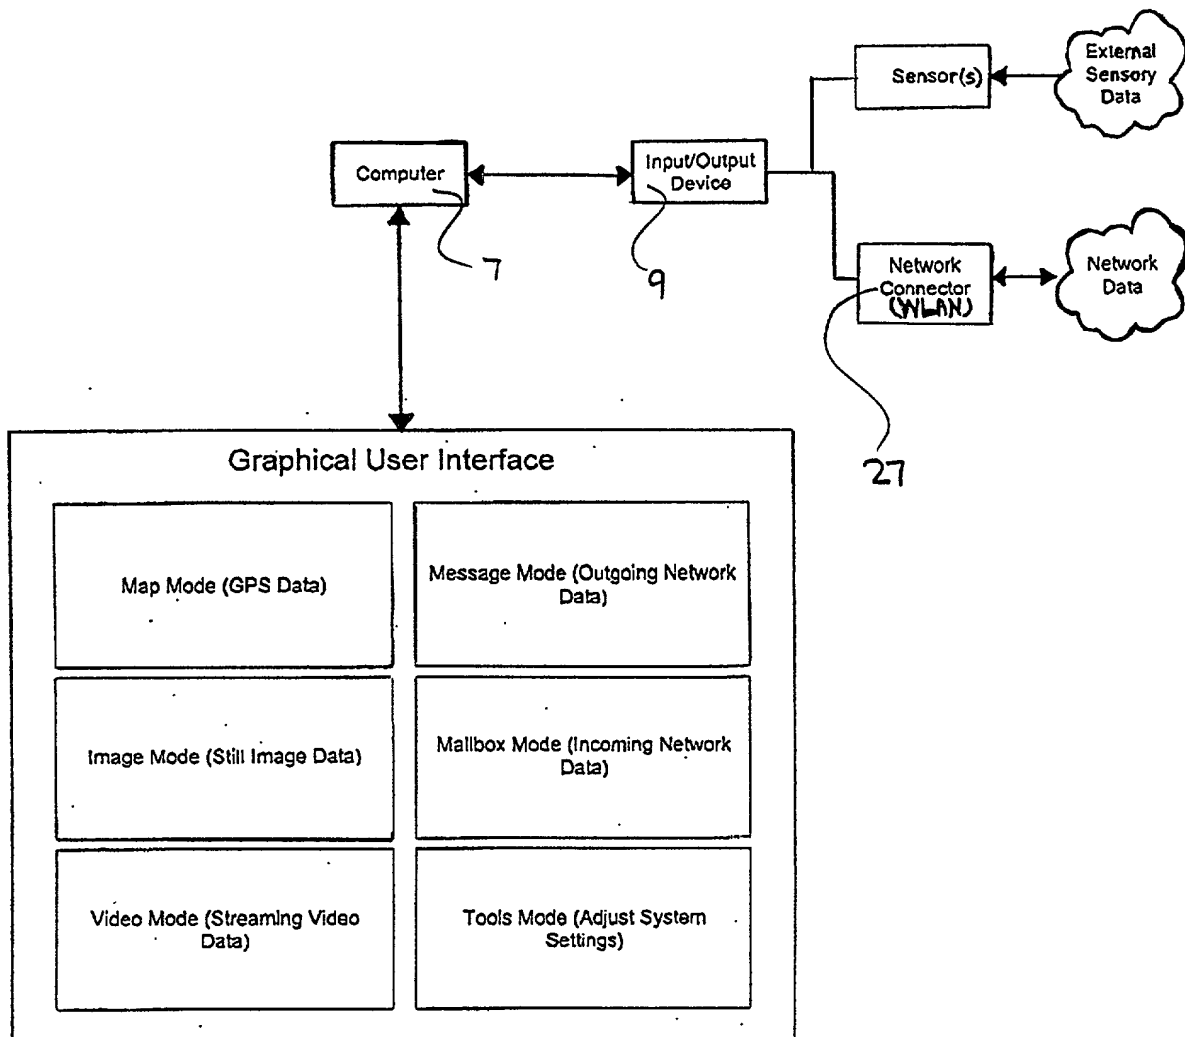 External
Sensory
Data
Sensor(s)
Computer
Input/Output
Device
7
9
Network
Connector
(WLAN)
Network
Data
27
Graphical User Interface
Map Mode (GPS Data)
Message Mode (Outgoing Network
Data)
Image Mode (Still Image Data)
Mailbox Mode (Incoming Network
Data)
Video Mode (Streaming Video
Data)
Tools Mode (Adjust System
Settings)